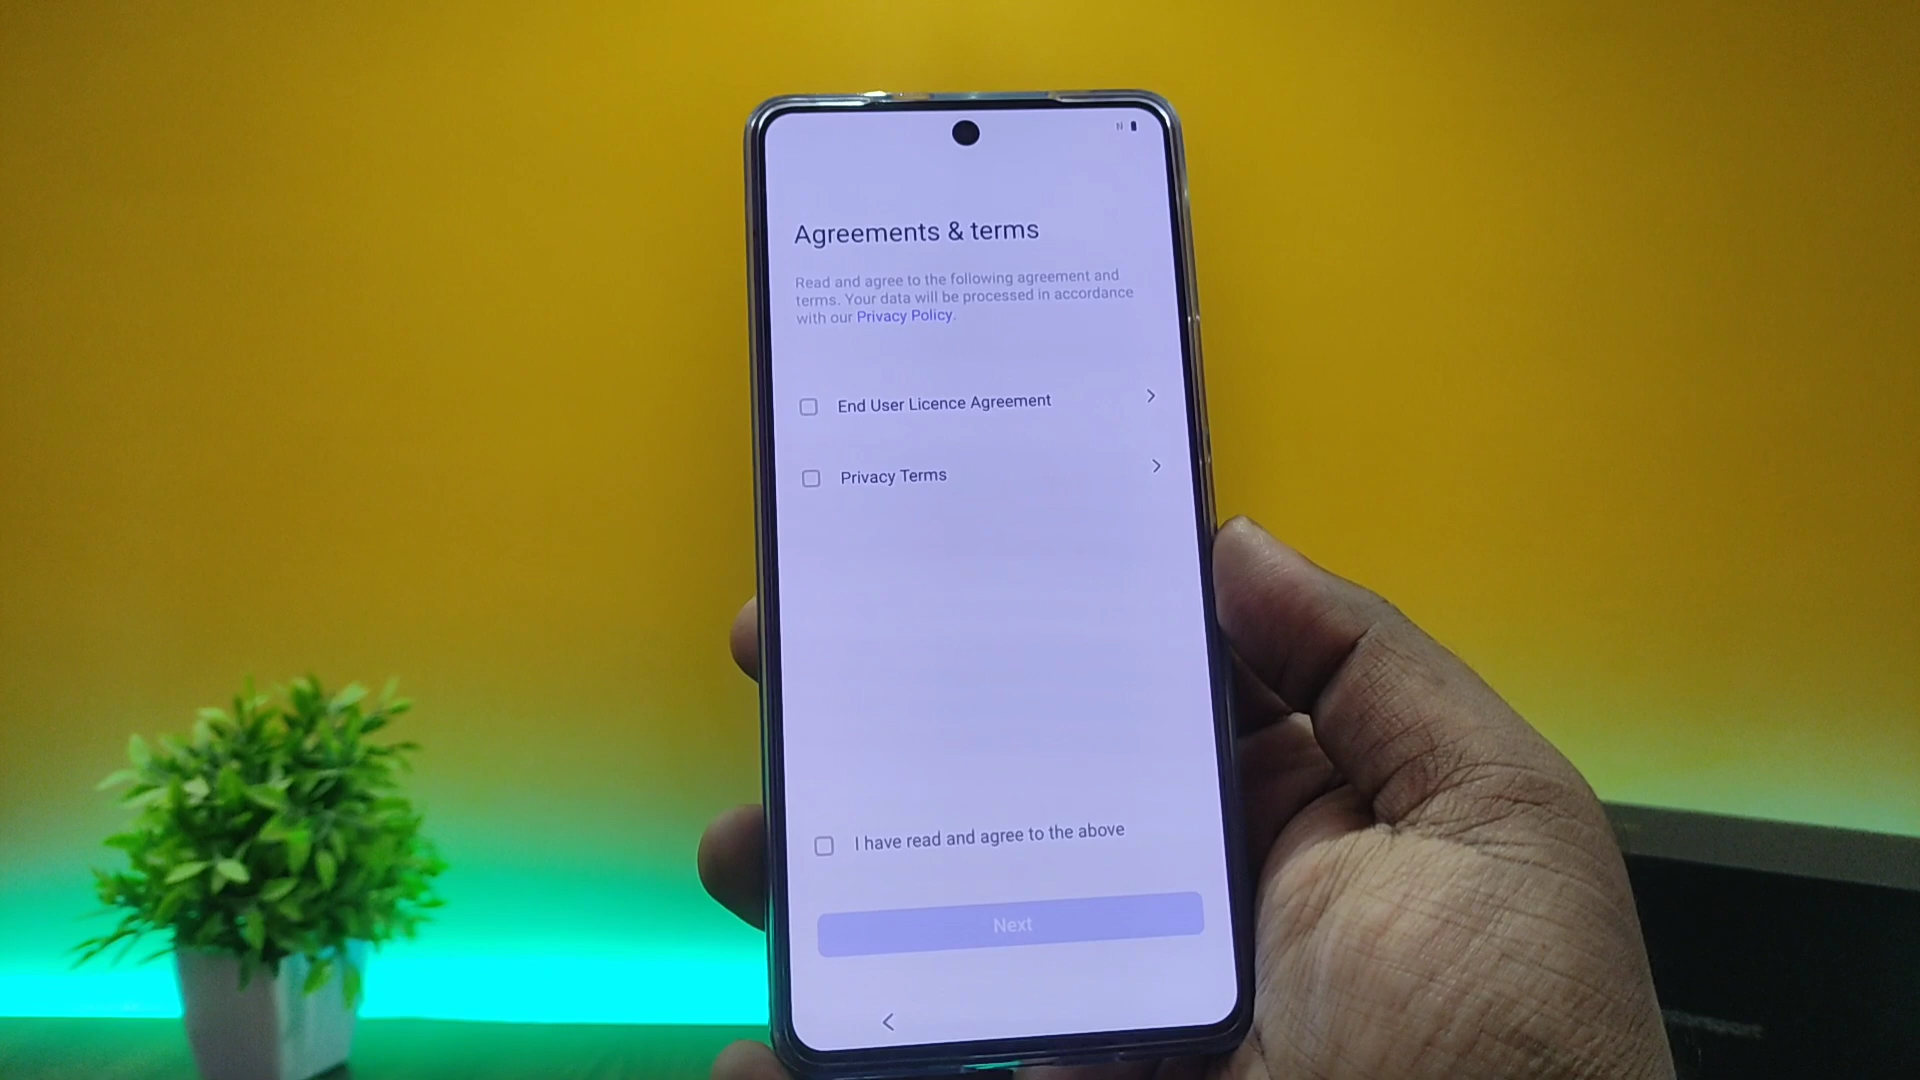 Agreements & terms
Read and agree to the following agreement and
terms. Your data will be processed in accordance
with our Privacy Policy.
End User Licence Agreement
Privacy Terms
I have read and agree to the above
Next